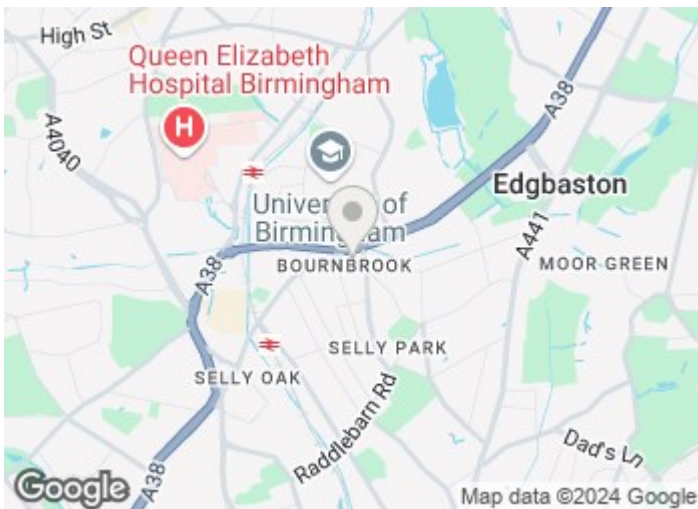 High St
Queen Elizabeth
Hospital Birmingham
A38
A4040
H
Edgbaston
University of
Birmingham
A441
BOURNBROOK
MOOR GREEN
A38
SELLY PARK
SELLY OAK
Raddlebarn Rd
Dad's Ln
A38
Google
Map data ©2024 Google